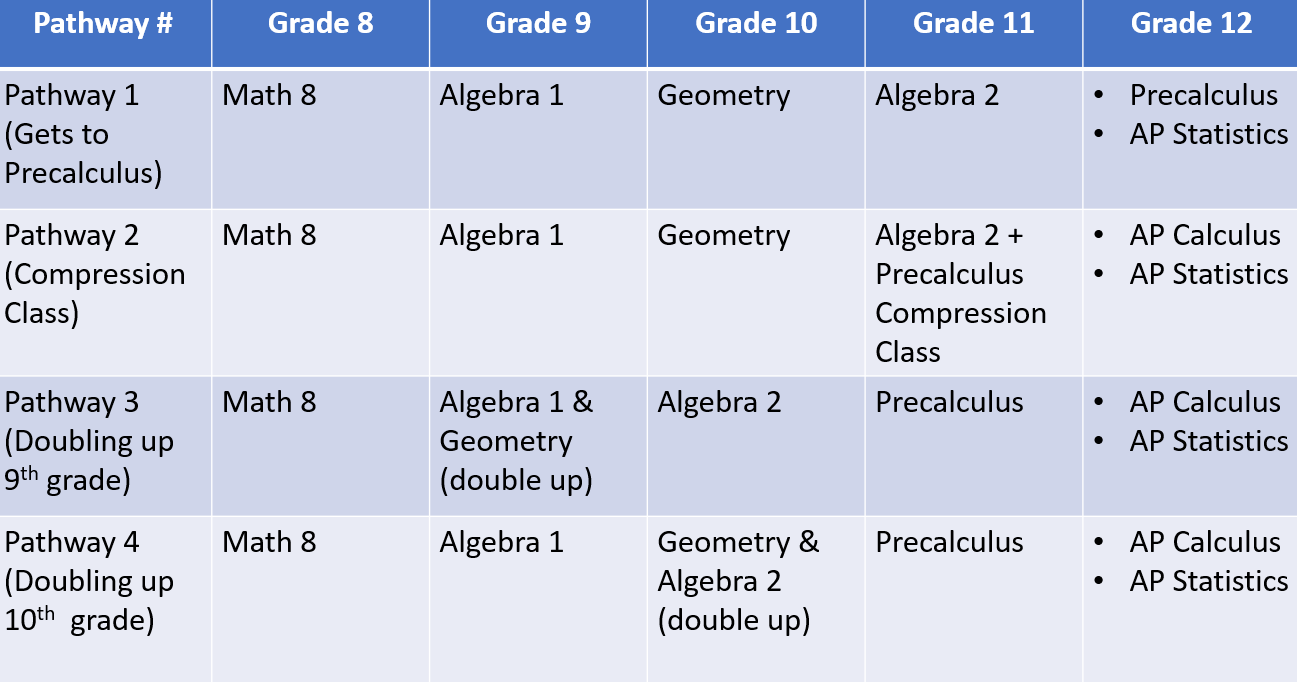 Pathway # Grade 8 Grade 9 Grade 10 Grade 11 Grade 12
Pathway 1 Math 8 Algebra 1 Geometry Algebra 2 • Precalculus
(Gets to • AP Statistics
Precalculus)
Pathway 2 Math 8 Algebra 1 Geometry Algebra 2 + • AP Calculus
(Compression Precalculus • AP Statistics
Class) Compression
Class
Pathway 3 Math 8 Algebra 1 & Algebra 2 Precalculus • AP Calculus
(Doubling up Geometry • AP Statistics
9th grade) (double up)
Pathway 4 Math 8 Algebra 1 Geometry & Precalculus • AP Calculus
(Doubling up Algebra 2 • AP Statistics
10th grade) (double up)